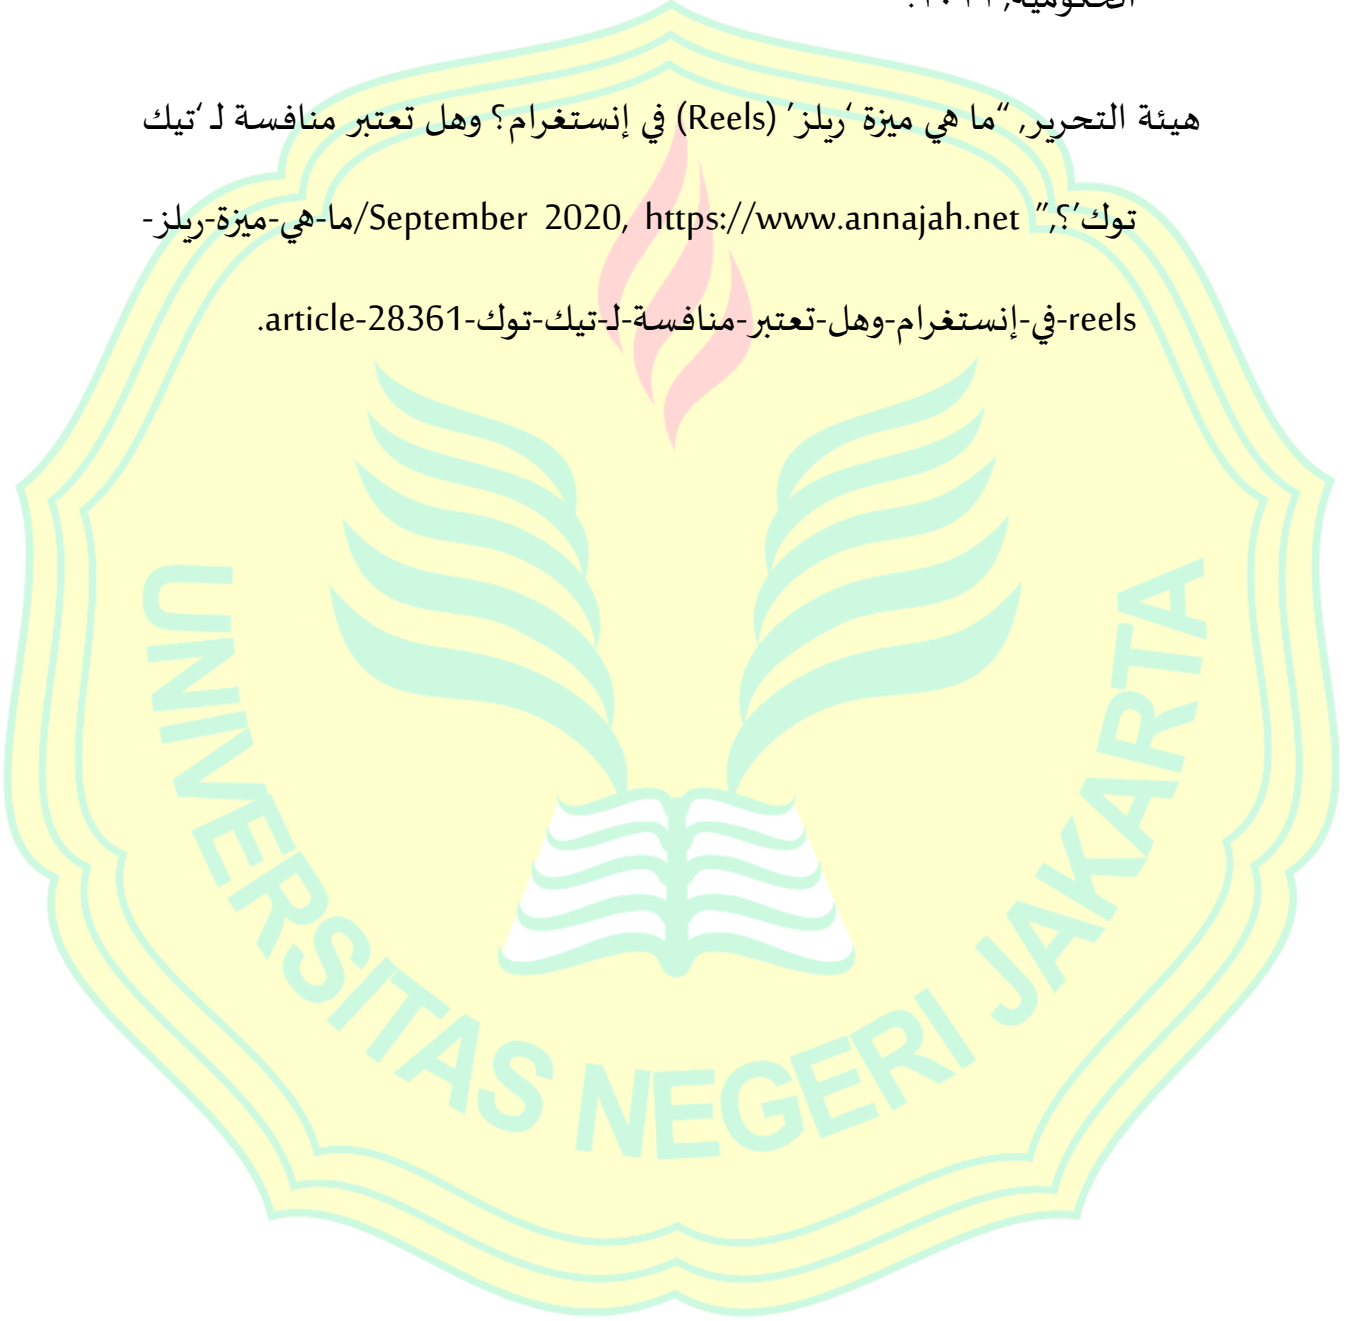 هيئة التحرير, “ما هي ميزة ‘ريلز’ (Reels) في إنستغرام؟ وهل تعتبر منافسة لـ ‘تيك
توك’؟,” September 2020, https://www.annajah.net/ما-هي-ميزة-ريلز-
reels-في-إنستغرام-وهل-تعتبر-منافسة-لـ-تيك-توك-article-28361.
UNIVERSITAS NEGERI JAKARTA